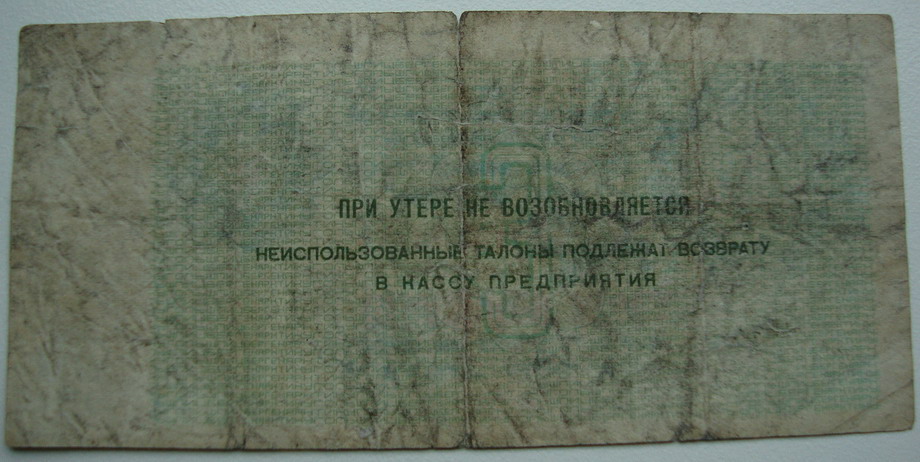 ПРИ УТЕРЕ НЕ ВОЗОБНОВЛЯЕТСЯ
НЕИСПОЛЬЗОВАННЫЕ ТАЛОНЫ ПОДЛЕЖАТ ВОЗВРАТУ
В КАССУ ПРЕДПРИЯТИЯ